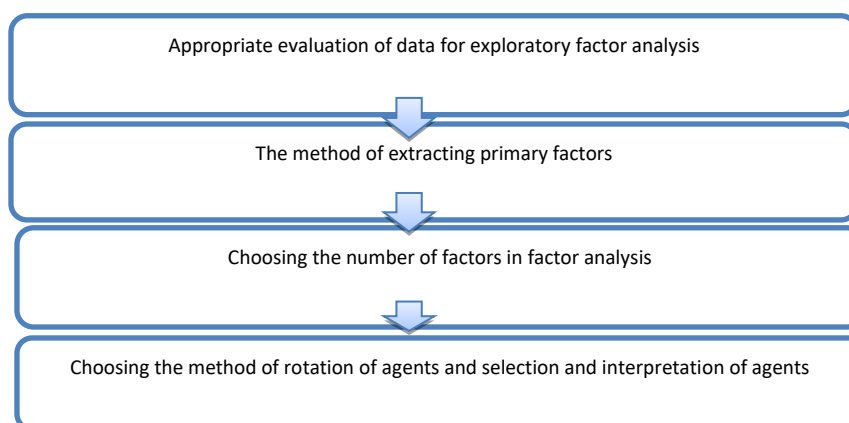 Appropriate evaluation of data for exploratory factor analysis
The method of extracting primary factors
Choosing the number of factors in factor analysis
Choosing the method of rotation of agents and selection and interpretation of agents